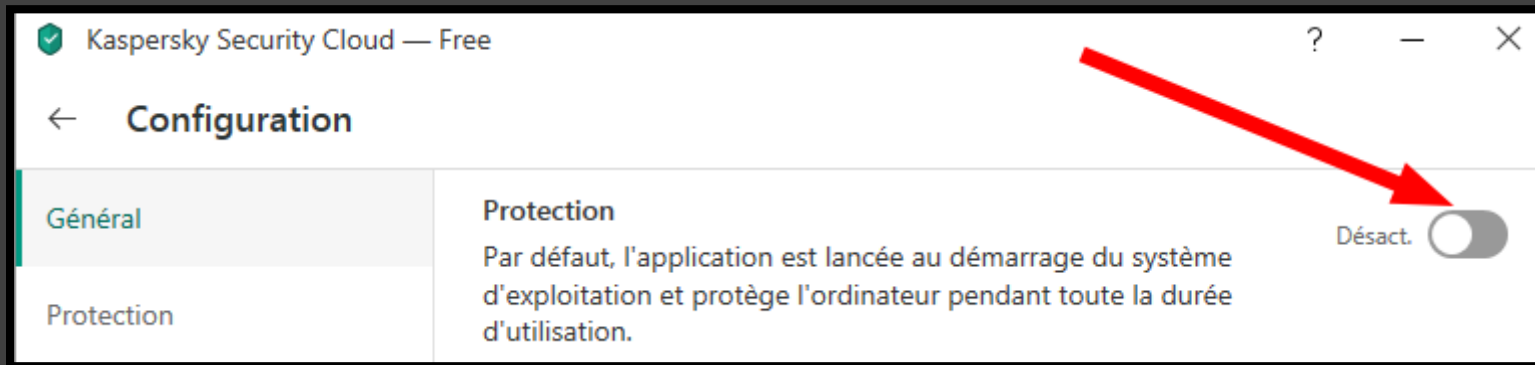 Kaspersky Security Cloud — Free
?
Configuration
Général
Protection
Protection
Par défaut, l'application est lancée au démarrage du système
d'exploitation et protège l'ordinateur pendant toute la durée
d'utilisation.
Désact.